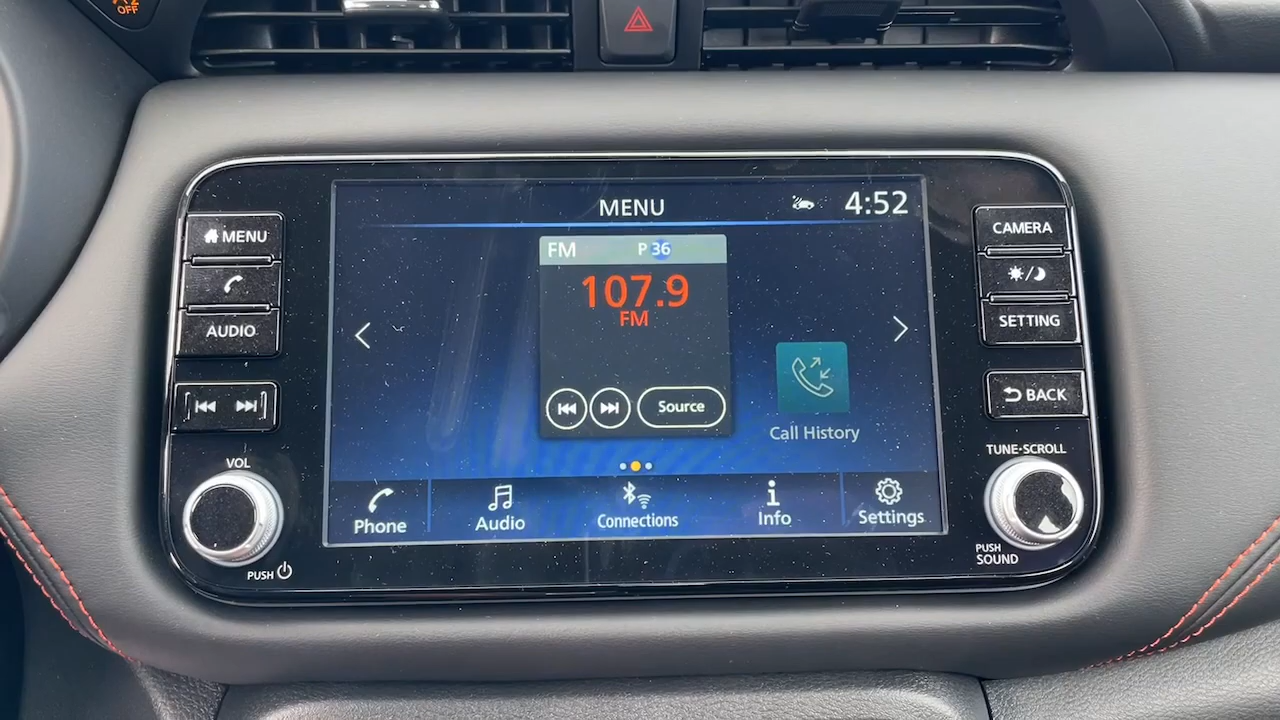 OFF
MENU
4:52
MENU
AUDIO
VOL
PUSH
FM
P 36
107.9
FM
Source
Call History
Phone
Audio
Connections
Info
Settings
CAMERA
SETTING
BACK
TUNE·SCROLL
PUSH
SOUND